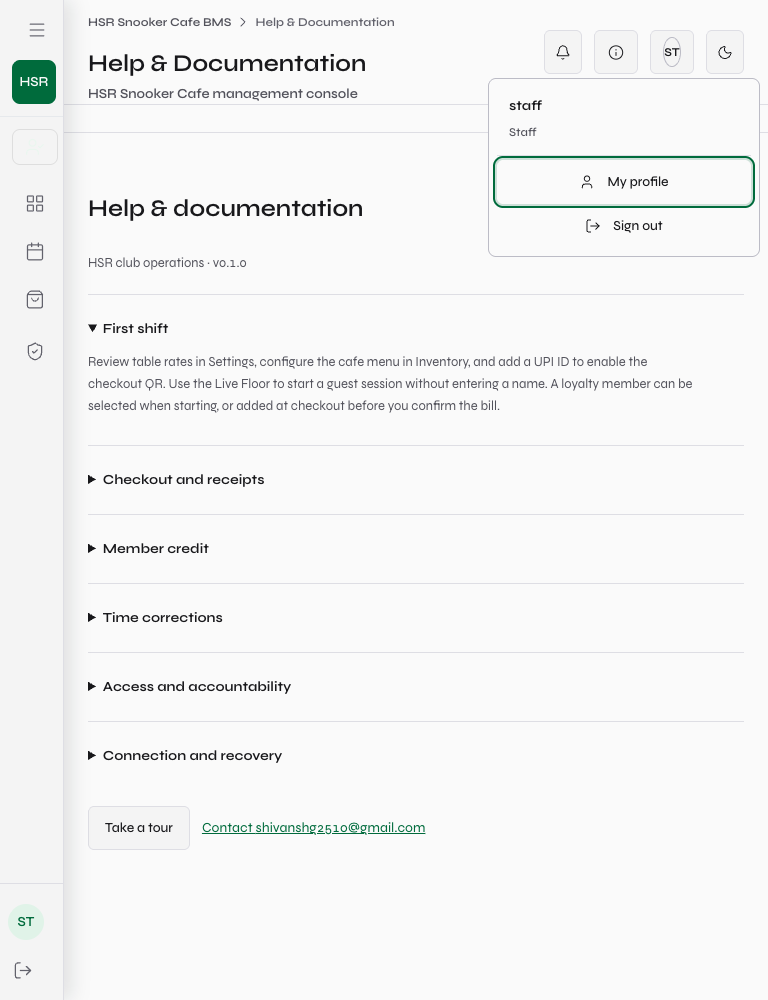 HSR Snooker Cafe BMS > Help & Documentation
Help & Documentation
HSR Snooker Cafe management console
HSR
ST
staff
Staff
My profile
Sign out
Help & documentation
HSR club operations · v0.1.0
▼ First shift
Review table rates in Settings, configure the cafe menu in Inventory, and add a UPI ID to enable the
checkout QR. Use the Live Floor to start a guest session without entering a name. A loyalty member can be
selected when starting, or added at checkout before you confirm the bill.
▶ Checkout and receipts
▶ Member credit
▶ Time corrections
▶ Access and accountability
▶ Connection and recovery
Take a tour
Contact shivanshg2510@gmail.com
ST